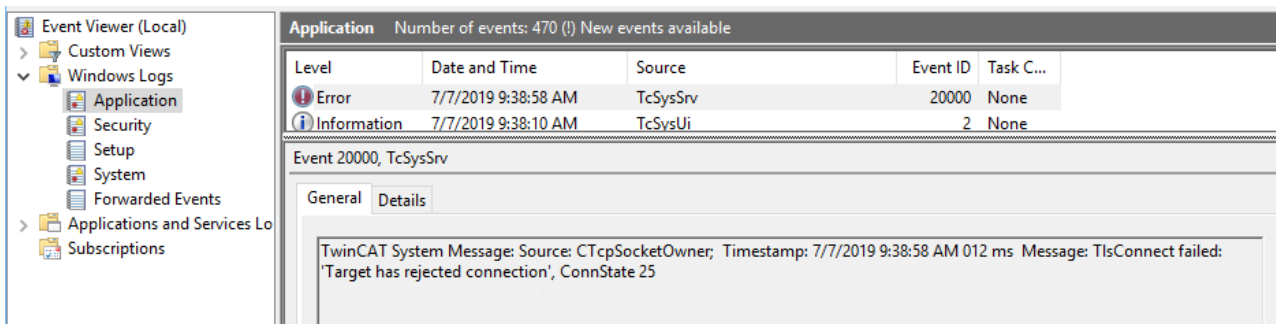 Event Viewer (Local)
Custom Views
Windows Logs
Application
Security
Setup
System
Forwarded Events
Applications and Services Lo
Subscriptions
Application Number of events: 470 (!) New events available
Level Date and Time Source Event ID Task C...
Error 7/7/2019 9:38:58 AM TcSysSrv 20000 None
Information 7/7/2019 9:38:10 AM TcSysUi 2 None
Event 20000, TcSysSrv
General Details
TwinCAT System Message: Source: CTcpSocketOwner; Timestamp: 7/7/2019 9:38:58 AM 012 ms Message: TlsConnect failed:
'Target has rejected connection', ConnState 25